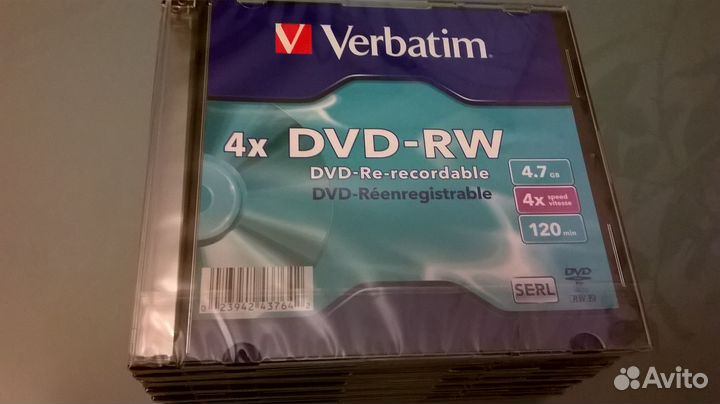 Verbatim
4x DVD-RW
DVD-Re-recordable
DVD-Réenregistrable
4.7 GB
4x speed vitesse
120 min
SERL
DVD
RW
0 23942 43764 2
Avito